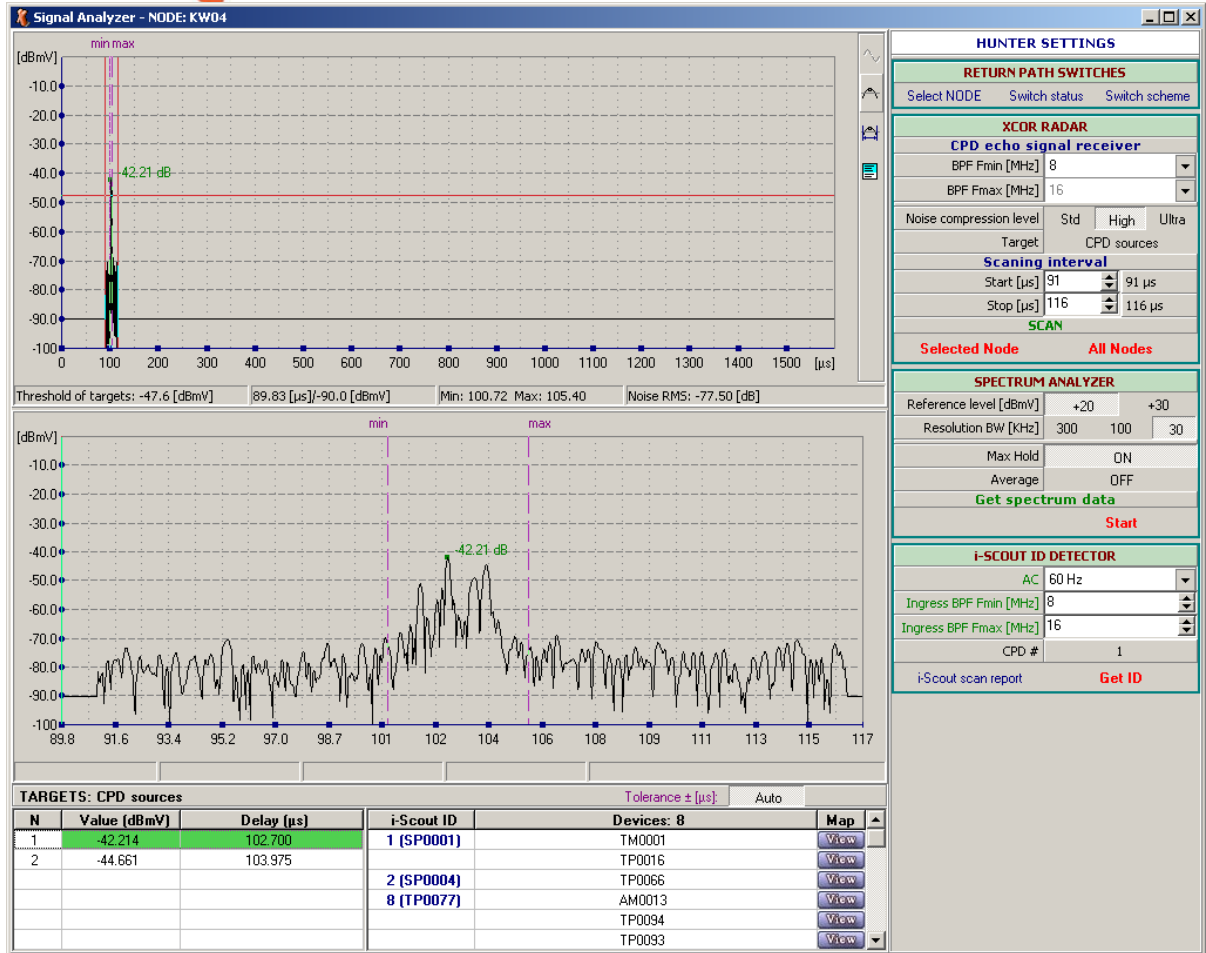 Signal Analyzer - NODE: KW04
min max
[dBmV]
-10.0
-20.0
-30.0
-40.0
-42.21 dB
-50.0
-60.0
-70.0
-80.0
-90.0
-100
0 100 200 300 400 500 600 700 800 900 1000 1100 1200 1300 1400 1500 [µs]
Threshold of targets: -47.6 [dBmV] 89.83 [µs]/-90.0 [dBmV] Min: 100.72 Max: 105.40 Noise RMS: -77.50 [dB]
min max
[dBmV]
-10.0
-20.0
-30.0
-40.0
-42.21 dB
-50.0
-60.0
-70.0
-80.0
-90.0
-100
89.8 91.6 93.4 95.2 97.0 98.7 101 102 104 106 108 109 111 113 115 117
TARGETS: CPD sources Tolerance ± [µs]: Auto
N Value (dBmV) Delay (µs) i-Scout ID Devices: 8 Map
1 -42.214 102.700 1 (SP0001) TM0001 View
2 -44.661 103.975 TP0016 View
2 (SP0004) TP0066 View
8 (TP0077) AM0013 View
TP0094 View
TP0093 View
HUNTER SETTINGS
RETURN PATH SWITCHES
Select NODE Switch status Switch scheme
XCOR RADAR
CPD echo signal receiver
BPF Fmin [MHz] 8
BPF Fmax [MHz] 16
Noise compression level Std High Ultra
Target CPD sources
Scaning interval
Start [µs] 91 91 µs
Stop [µs] 116 116 µs
SCAN
Selected Node All Nodes
SPECTRUM ANALYZER
Reference level [dBmV] +20 +30
Resolution BW [KHz] 300 100 30
Max Hold ON
Average OFF
Get spectrum data
Start
i-SCOUT ID DETECTOR
AC 60 Hz
Ingress BPF Fmin [MHz] 8
Ingress BPF Fmax [MHz] 16
CPD # 1
i-Scout scan report Get ID